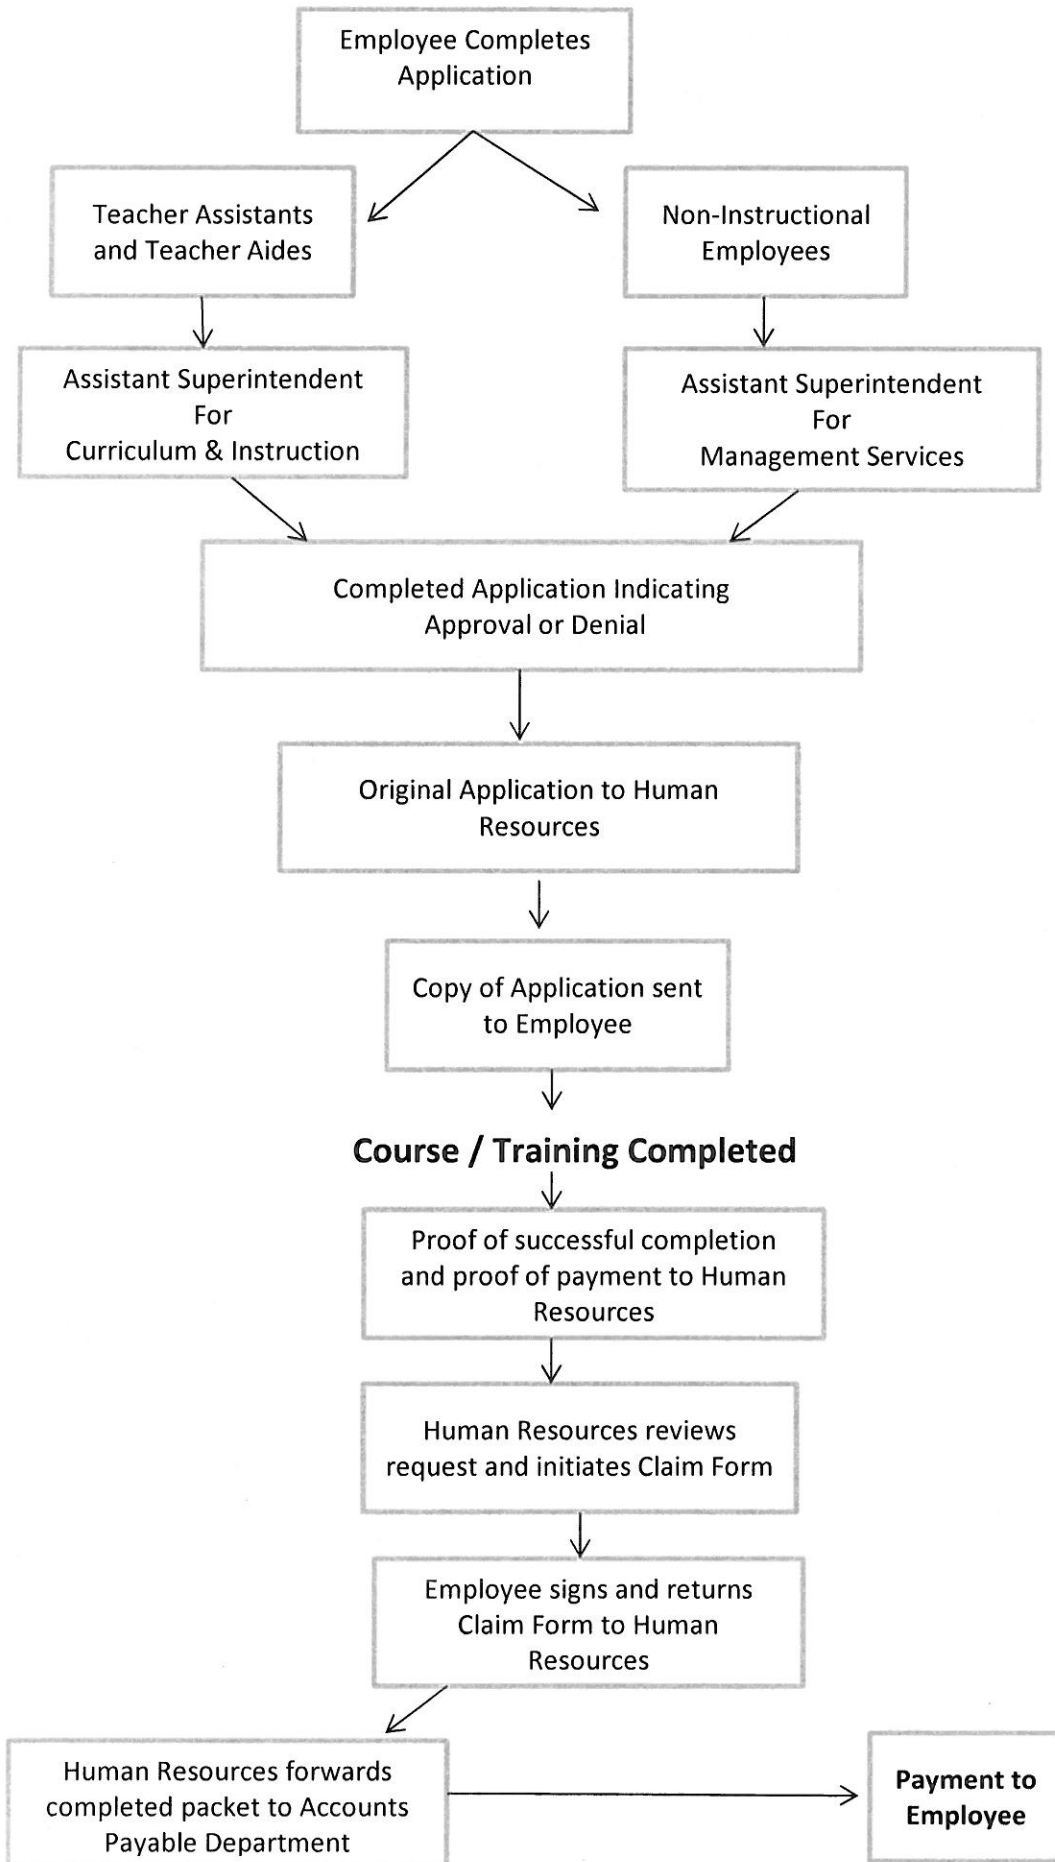 Employee Completes
Application
Teacher Assistants
and Teacher Aides
Non-Instructional
Employees
Assistant Superintendent
For
Curriculum & Instruction
Assistant Superintendent
For
Management Services
Completed Application Indicating
Approval or Denial
Original Application to Human
Resources
Copy of Application sent
to Employee
Course / Training Completed
Proof of successful completion
and proof of payment to Human
Resources
Human Resources reviews
request and initiates Claim Form
Employee signs and returns
Claim Form to Human
Resources
Human Resources forwards
completed packet to Accounts
Payable Department
Payment to
Employee